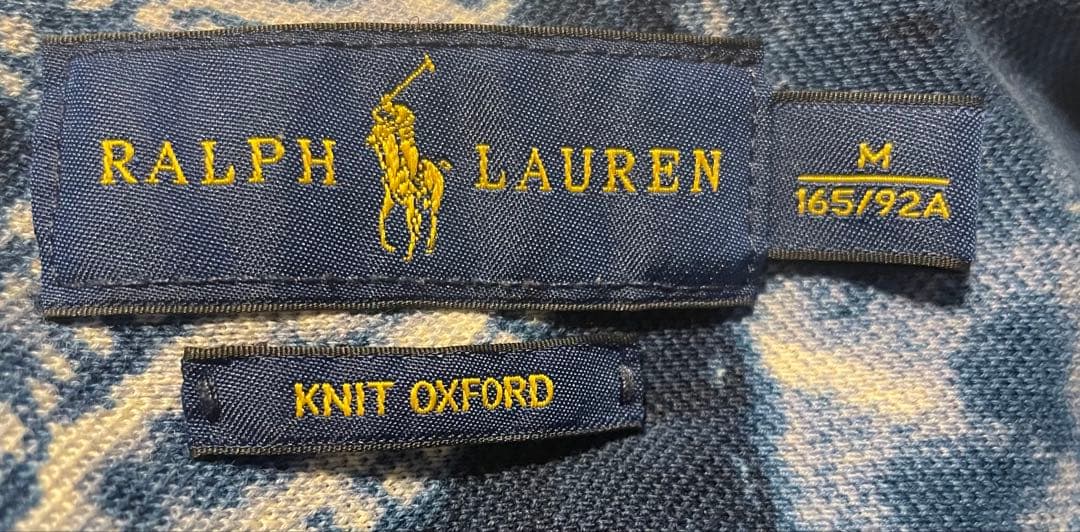 RALPH LAUREN
M
165/92A
KNIT OXFORD